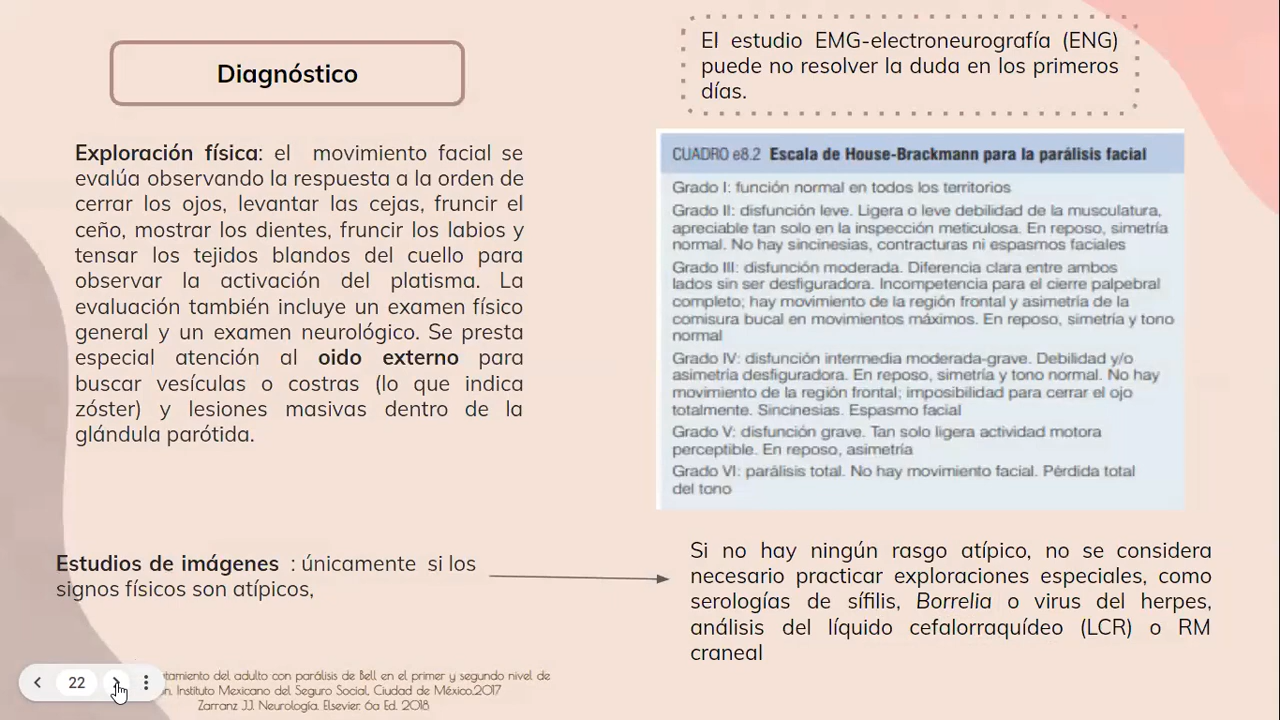 Diagnóstico
Exploración física: el movimiento facial se
evalúa observando la respuesta a la orden de
cerrar los ojos, levantar las cejas, fruncir el
ceño, mostrar los dientes, fruncir los labios y
tensar los tejidos blandos del cuello para
observar la activación del platisma. La
evaluación también incluye un examen físico
general y un examen neurológico. Se presta
especial atención al oido externo para
buscar vesículas o costras (lo que indica
zóster) y lesiones masivas dentro de la
glándula parótida.
Estudios de imágenes : únicamente si los
signos físicos son atípicos,
El estudio EMG-electroneurografía (ENG)
puede no resolver la duda en los primeros
días.
CUADRO e8.2 Escala de House-Brackmann para la parálisis facial
Grado I: función normal en todos los territorios
Grado II: disfunción leve. Ligera o leve debilidad de la musculatura,
apreciable tan solo en la inspección meticulosa. En reposo, simetría
normal. No hay sincinesias, contracturas ni espasmos faciales
Grado III: disfunción moderada. Diferencia clara entre ambos
lados sin ser desfiguradora. Incompetencia para el cierre palpebral
completo; hay movimiento de la región frontal y asimetría de la
comisura bucal en movimientos máximos. En reposo, simetría y tono
normal
Grado IV: disfunción intermedia moderada-grave. Debilidad y/o
asimetría desfiguradora. En reposo, simetría y tono normal. No hay
movimiento de la región frontal; imposibilidad para cerrar el ojo
totalmente. Sincinesias. Espasmo facial
Grado V: disfunción grave. Tan solo ligera actividad motora
perceptible. En reposo, asimetría
Grado VI: parálisis total. No hay movimiento facial. Pérdida total
del tono
Si no hay ningún rasgo atípico, no se considera
necesario practicar exploraciones especiales, como
serologías de sífilis, Borrelia o virus del herpes,
análisis del líquido cefalorraquídeo (LCR) o RM
craneal
del adulto con parálisis de Bell en el primer y segundo nivel de
Instituto Mexicano del Seguro Social, Ciudad de México.2017
Zarranz J.J. Neurología. Elsevier. 6a Ed. 2018
22